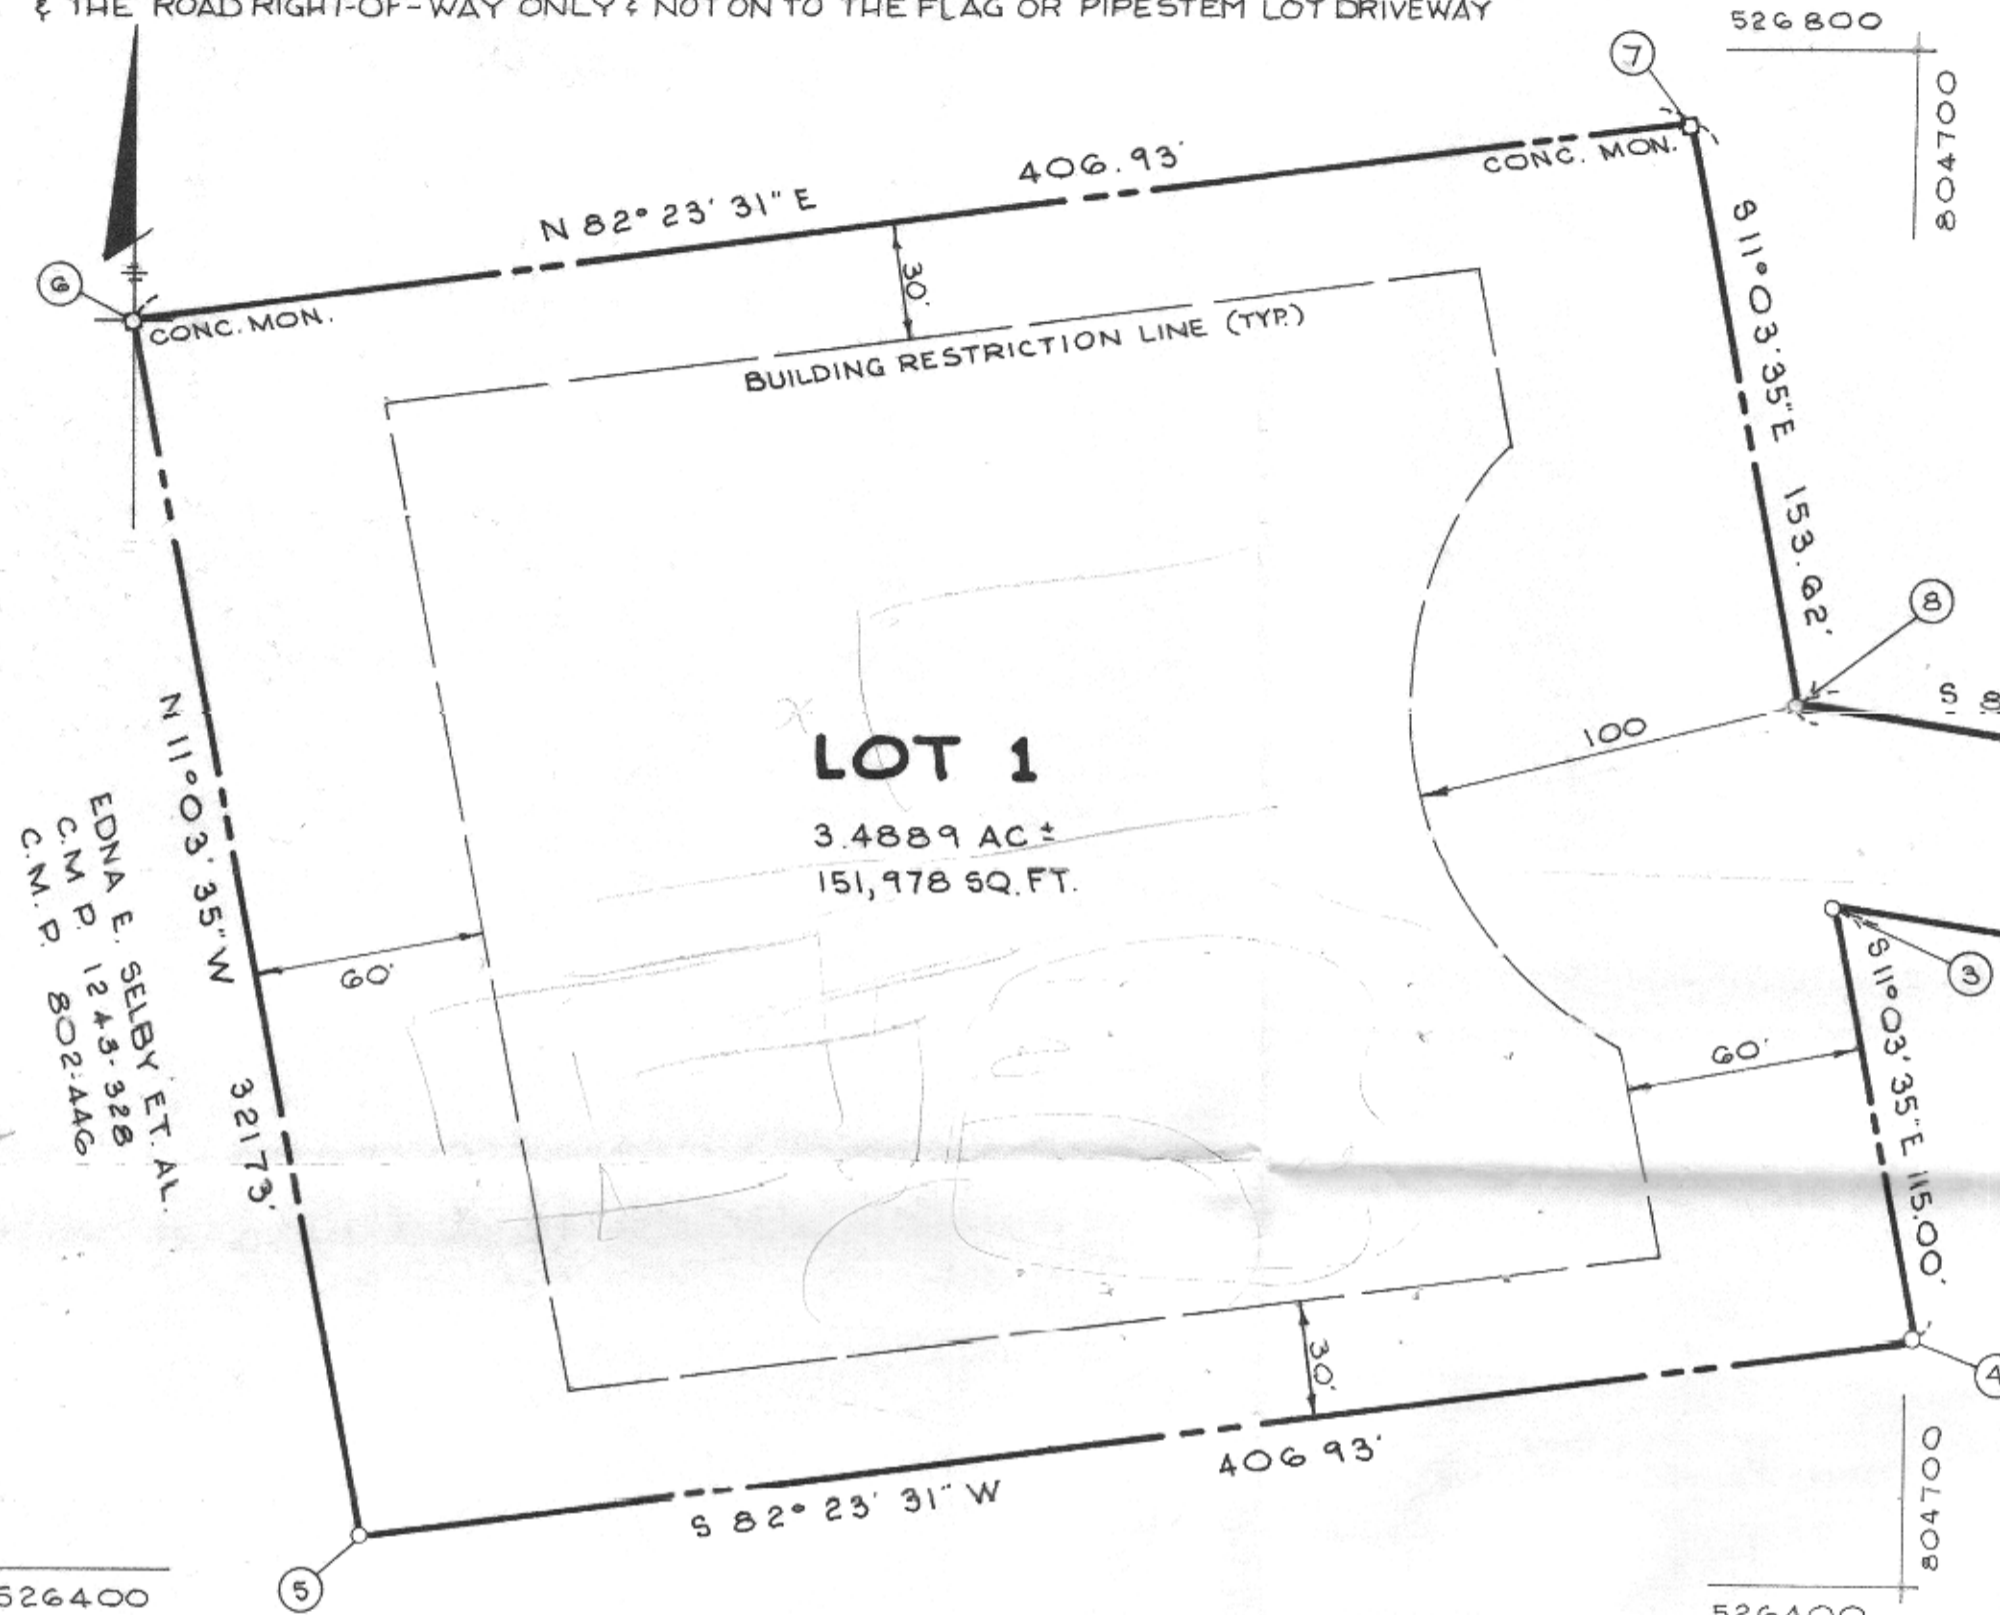 & THE ROAD RIGHT-OF-WAY ONLY & NOT ON TO THE FLAG OR PIPESTEM LOT DRIVEWAY
526800
804700
7
CONC. MON.
406.93'
N 82° 23' 31" E
6
CONC. MON.
30'
BUILDING RESTRICTION LINE (TYP.)
S 11° 03' 35" E 153.62'
8
S 8
100
LOT 1
3.4889 AC ±
151,978 SQ. FT.
N 11° 03' 35" W 321.73'
60'
EDNA E. SELBY ET. AL.
C.M P. 1243-328
C.M.P. 802-446
3
S 11° 03' 35" E 115.00'
60'
4
30'
406 93'
S 82° 23' 31" W
5
526400
804700
526400